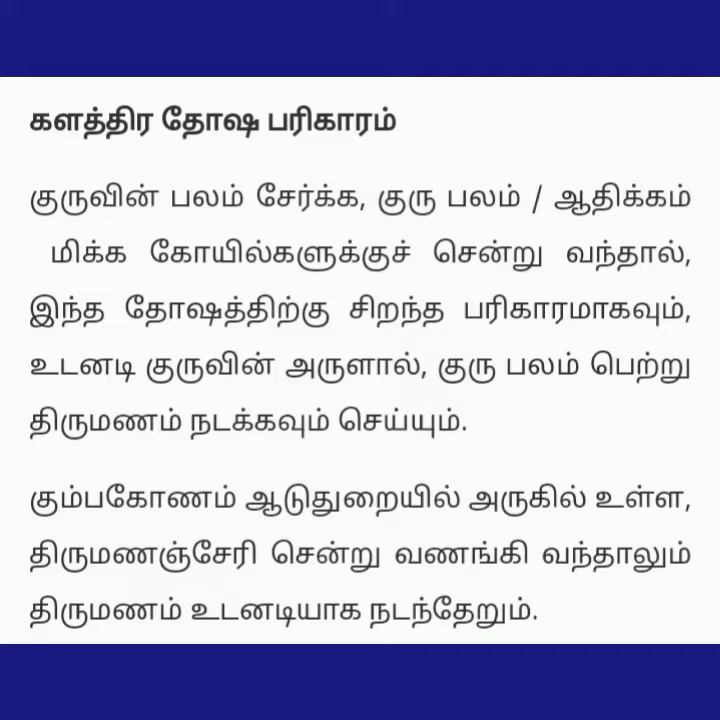 களத்திர தோஷ பரிகாரம்
குருவின் பலம் சேர்க்க, குரு பலம் / ஆதிக்கம்
மிக்க கோயில்களுக்குச் சென்று வந்தால்,
இந்த தோஷத்திற்கு சிறந்த பரிகாரமாகவும்,
உடனடி குருவின் அருளால், குரு பலம் பெற்று
திருமணம் நடக்கவும் செய்யும்.
கும்பகோணம் ஆடுதுறையில் அருகில் உள்ள,
திருமணஞ்சேரி சென்று வணங்கி வந்தாலும்
திருமணம் உடனடியாக நடந்தேறும்.